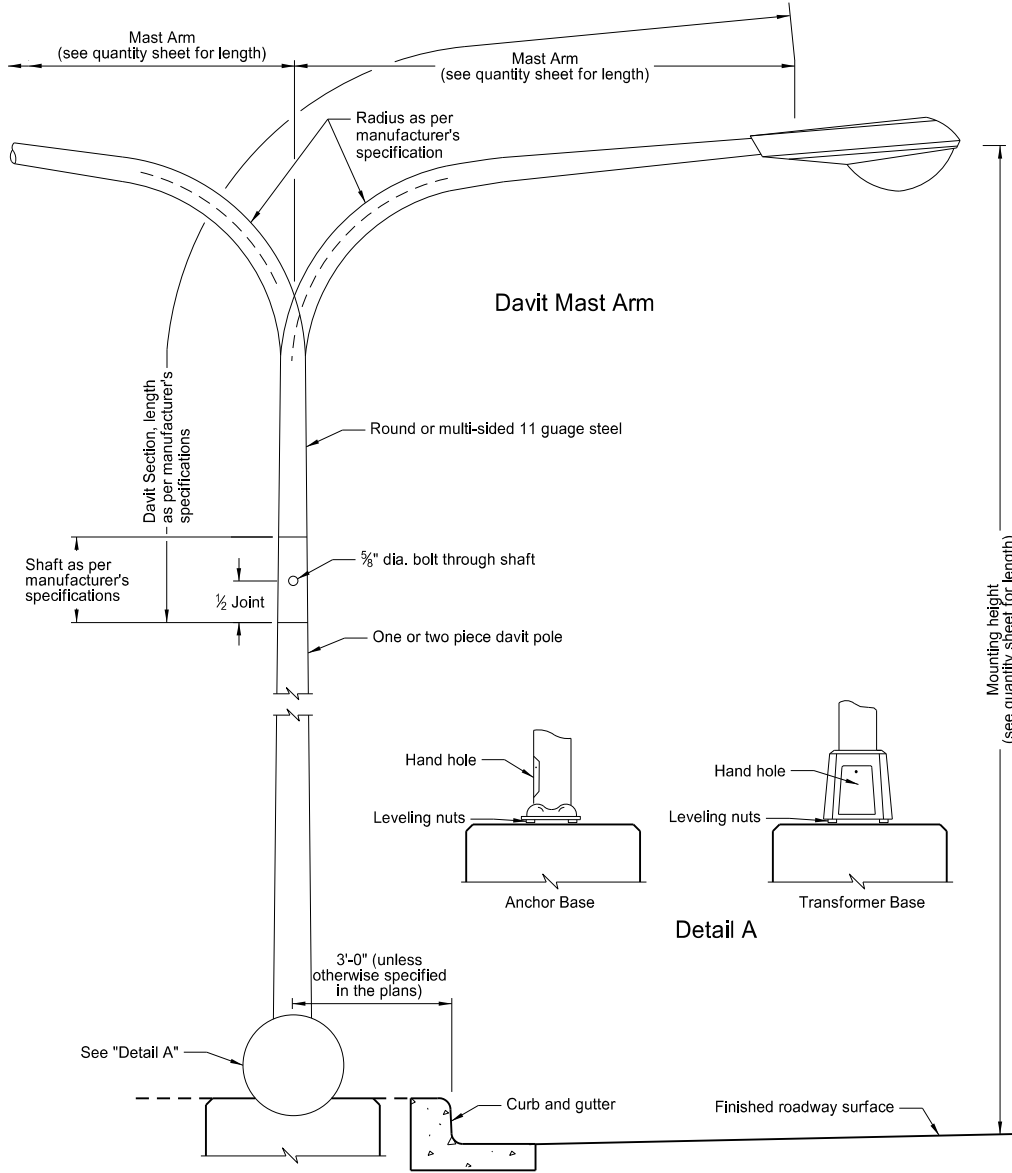 Mast Arm
(see quantity sheet for length)
Mast Arm
(see quantity sheet for length)
Radius as per
manufacturer's
specification
Davit Mast Arm
Davit Section, length
as per manufacturer's
specifications
Round or multi-sided 11 guage steel
Shaft as per
manufacturer's
specifications
⅝" dia. bolt through shaft
½ Joint
One or two piece davit pole
Mounting height
(see quantity sheet for length)
Hand hole
Leveling nuts
Anchor Base
Hand hole
Leveling nuts
Transformer Base
Detail A
3'-0" (unless
otherwise specified
in the plans)
See "Detail A"
Curb and gutter
Finished roadway surface